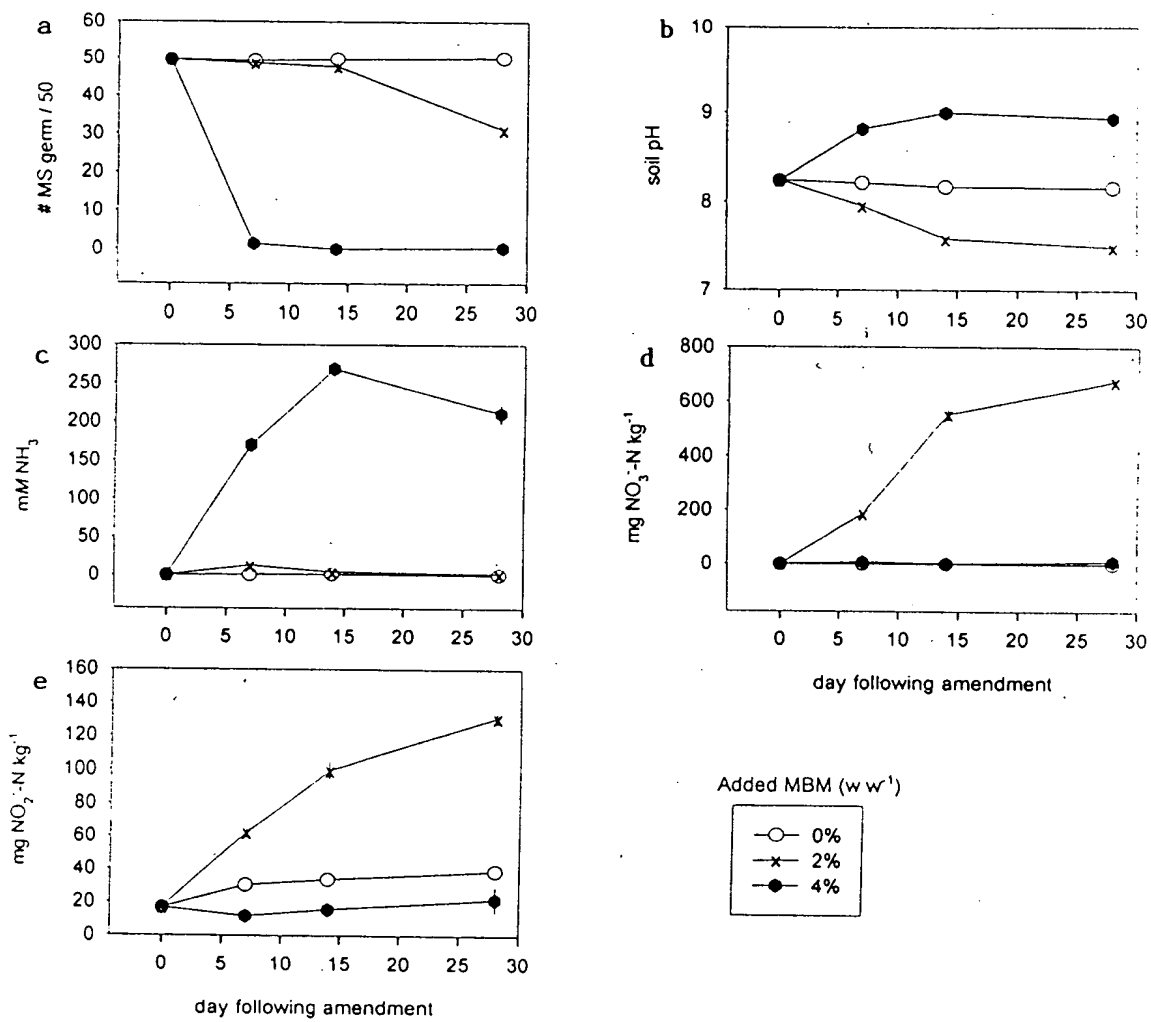 a
60
50
40
30
20
10
0
# MS germ / 50
0 5 10 15 20 25 30
b
10
9
8
7
soil pH
0 5 10 15 20 25 30
c
300
250
200
150
100
50
0
mM NH3
0 5 10 15 20 25 30
d
800
600
400
200
0
mg NO3--N kg-1
0 5 10 15 20 25 30
day following amendment
e
160
140
120
100
80
60
40
20
0
mg NO2--N kg-1
0 5 10 15 20 25 30
day following amendment
Added MBM (w w-1)
0%
2%
4%